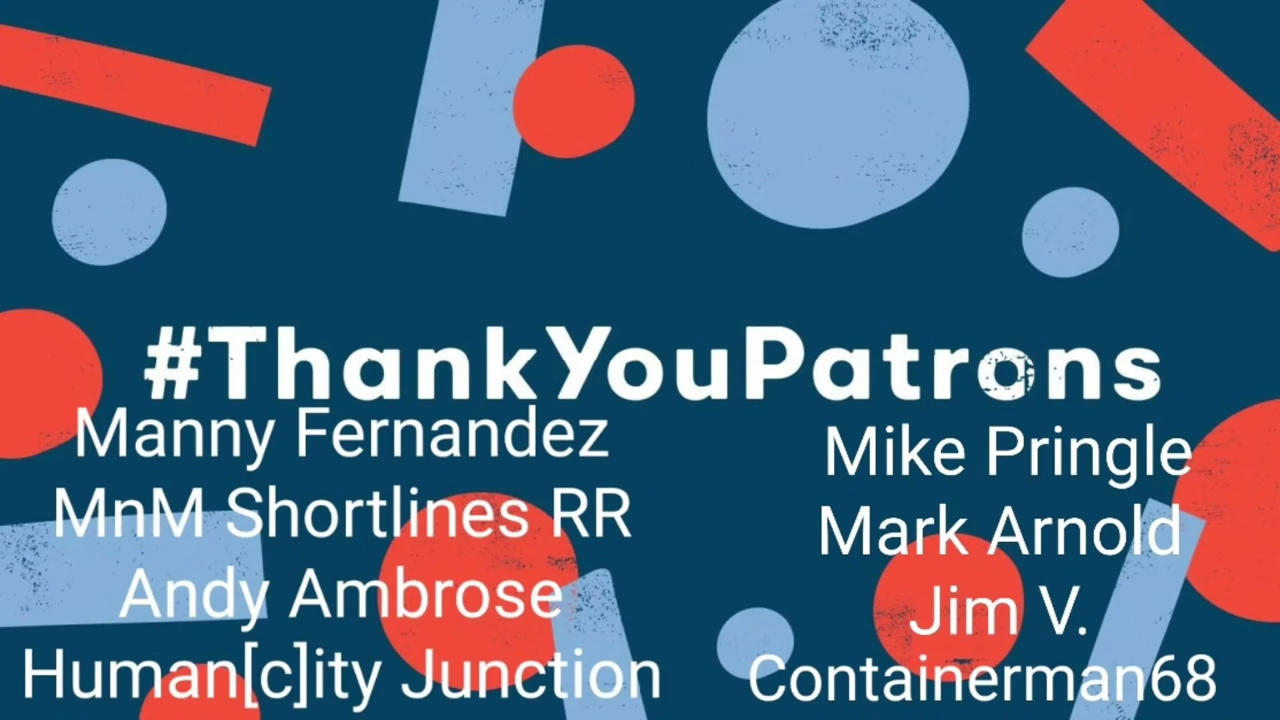 #ThankYouPatrons
Manny Fernandez
MnM Shortlines RR
Andy Ambrose
Human[c]ity Junction
Mike Pringle
Mark Arnold
Jim V.
Containerman68